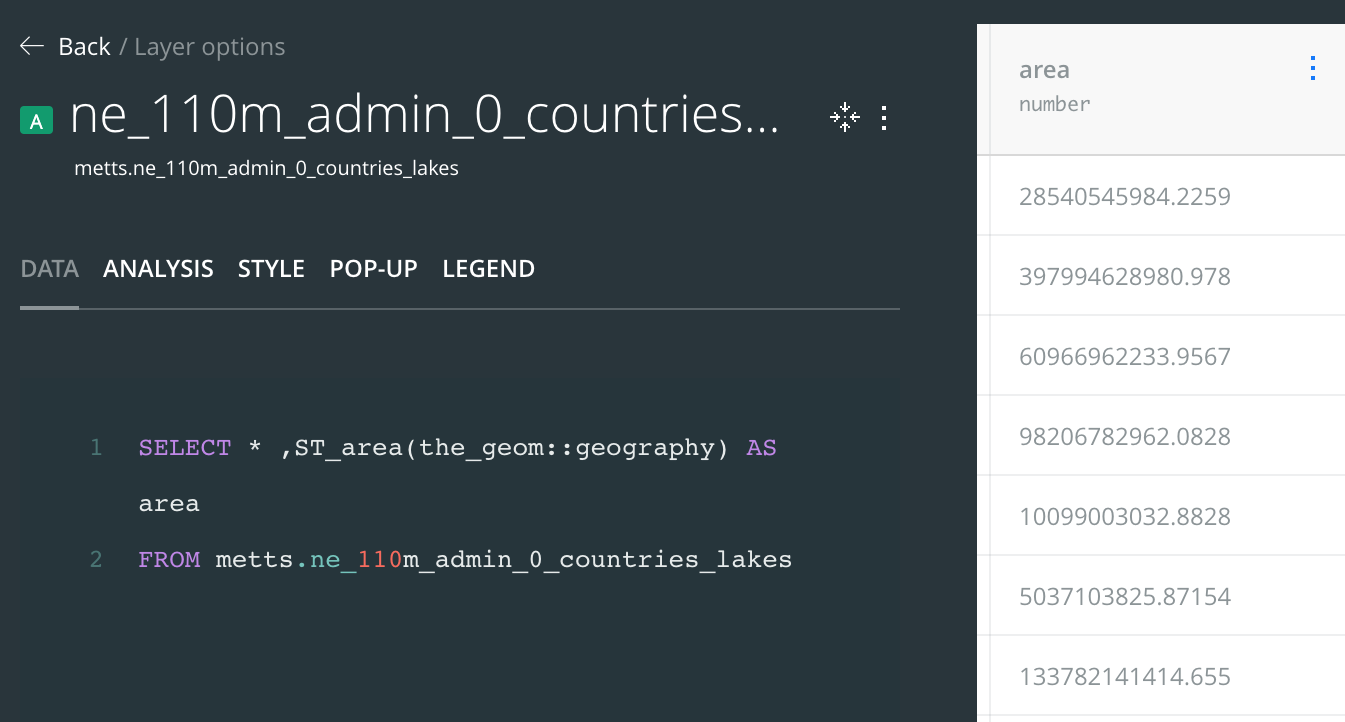 ← Back / Layer options
A ne_110m_admin_0_countries...
metts.ne_110m_admin_0_countries_lakes
DATA ANALYSIS STYLE POP-UP LEGEND
1 SELECT * ,ST_area(the_geom::geography) AS
area
2 FROM metts.ne_110m_admin_0_countries_lakes
area
number
28540545984.2259
397994628980.978
60966962233.9567
98206782962.0828
10099003032.8828
5037103825.87154
133782141414.655